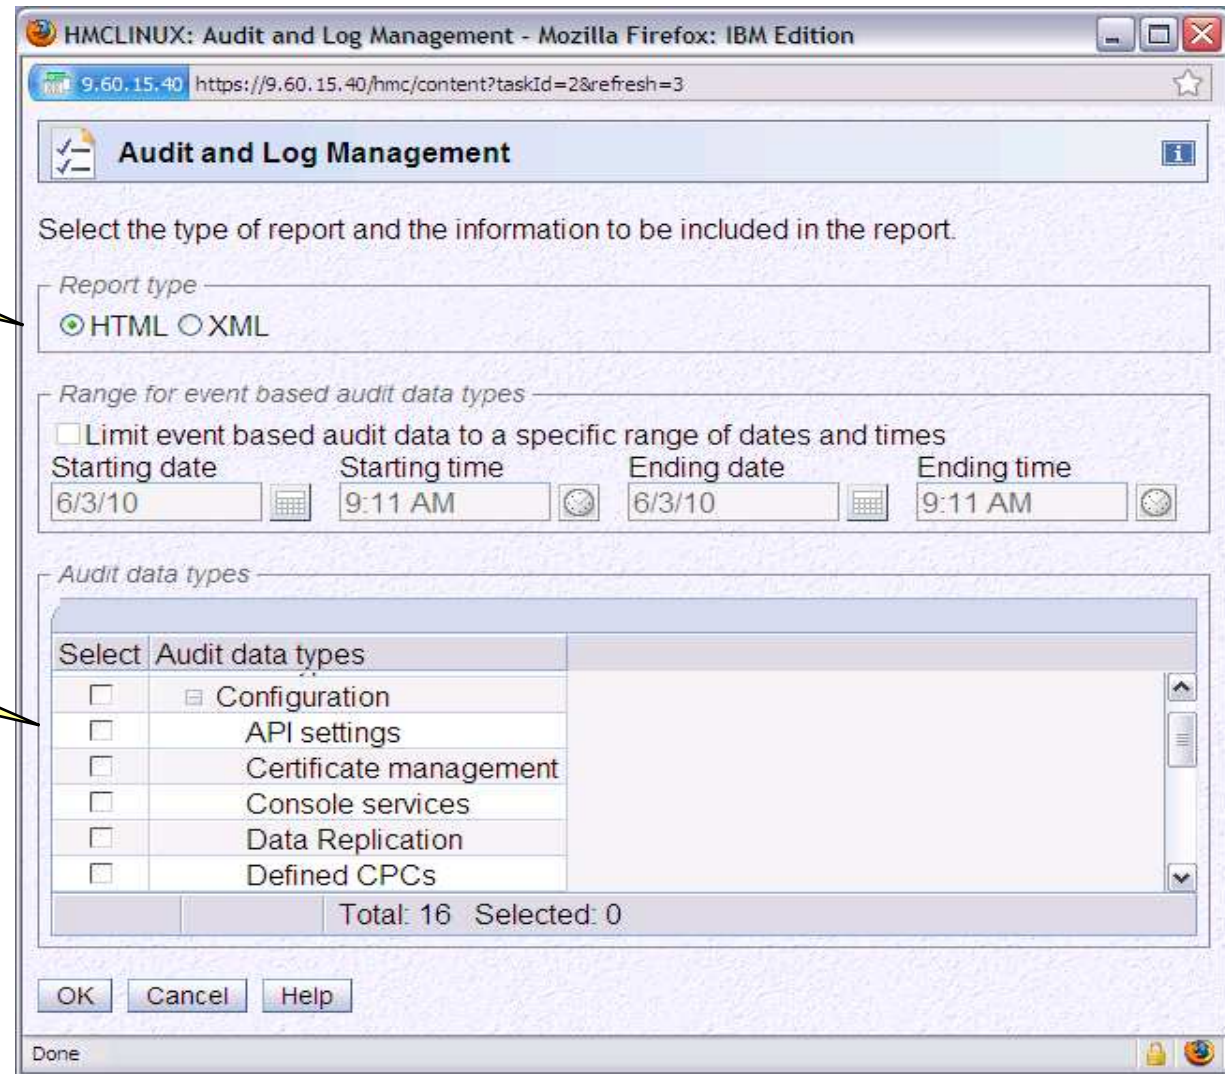 HMCLINUX: Audit and Log Management - Mozilla Firefox: IBM Edition
9.60.15.40 https://9.60.15.40/hmc/content?taskId=2&refresh=3
Audit and Log Management
Select the type of report and the information to be included in the report.
Report type
HTML XML
Range for event based audit data types
Limit event based audit data to a specific range of dates and times
Starting date Starting time Ending date Ending time
6/3/10 9:11 AM 6/3/10 9:11 AM
Audit data types
Select Audit data types
Configuration
API settings
Certificate management
Console services
Data Replication
Defined CPCs
Total: 16 Selected: 0
OK Cancel Help
Done